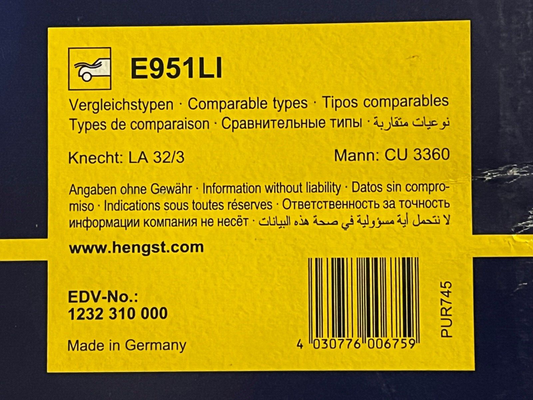 E951LI
Vergleichstypen · Comparable types · Tipos comparables
Types de comparaison · Сравнительные типы · نوعيات متقاربة
Knecht: LA 32/3 Mann: CU 3360
Angaben ohne Gewähr · Information without liability · Datos sin compro-
miso · Indications sous toutes réserves · Ответственность за точность
информации компания не несёт · لا نتحمل أية مسؤولية في صحة هذه البيانات
www.hengst.com
EDV-No.:
1232 310 000
Made in Germany
4 030776 006759
PUR745